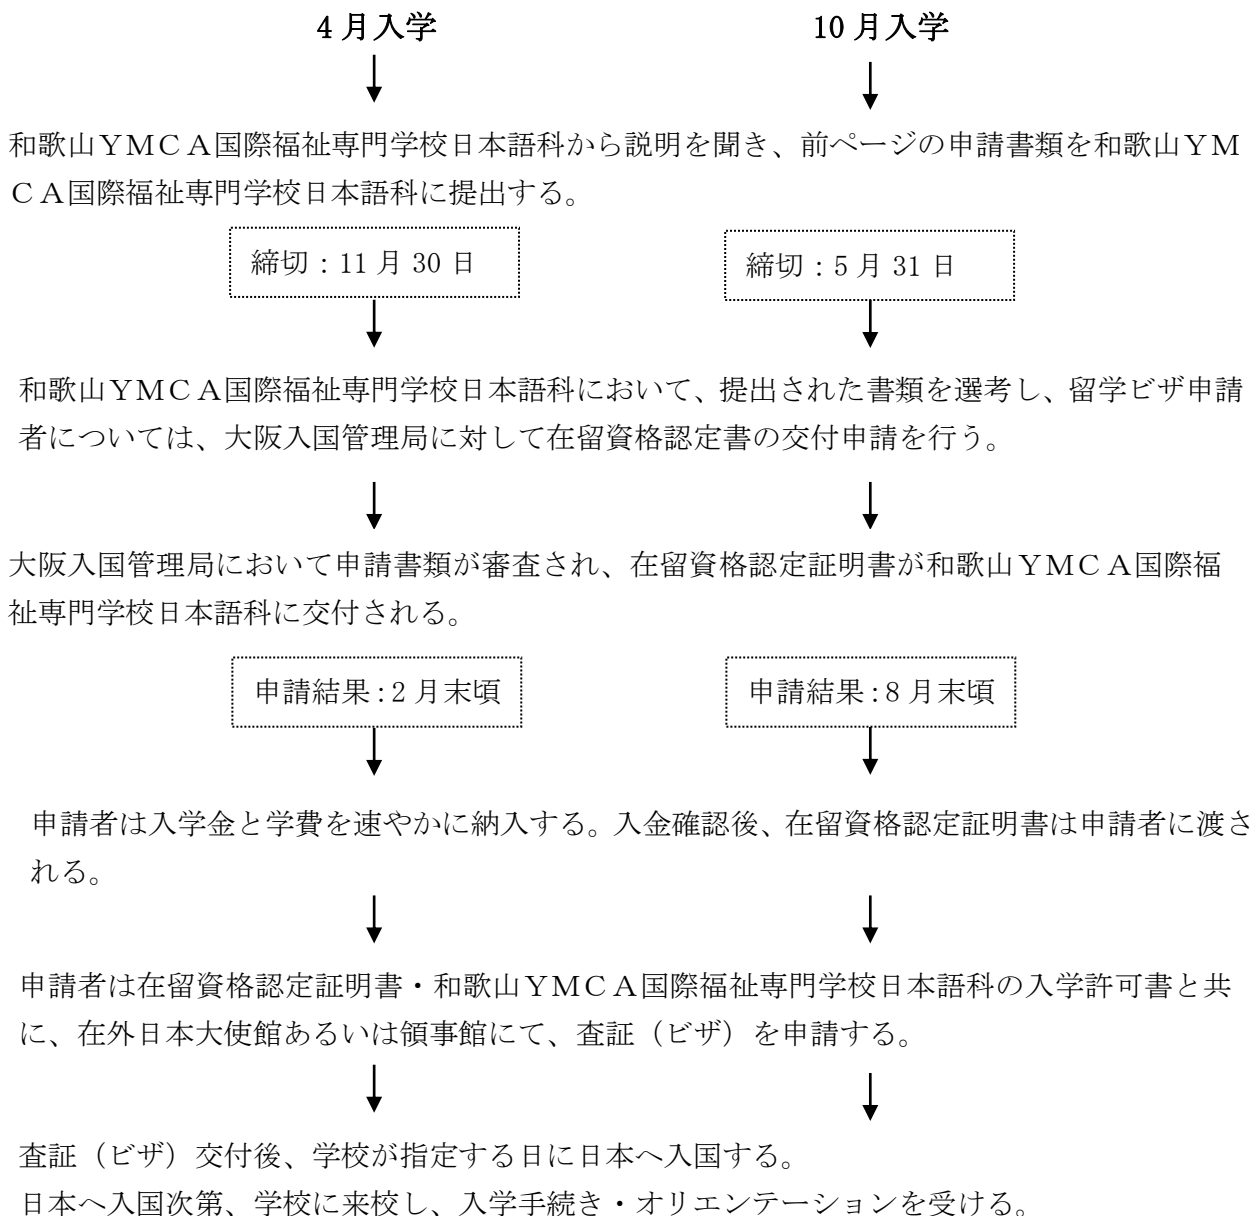 4月入学 10月入学
和歌山ＹＭＣＡ国際福祉専門学校日本語科から説明を聞き、前ページの申請書類を和歌山ＹＭ
ＣＡ国際福祉専門学校日本語科に提出する。
締切：11月30日 締切：5月31日
和歌山ＹＭＣＡ国際福祉専門学校日本語科において、提出された書類を選考し、留学ビザ申請
者については、大阪入国管理局に対して在留資格認定書の交付申請を行う。
大阪入国管理局において申請書類が審査され、在留資格認定証明書が和歌山ＹＭＣＡ国際福
祉専門学校日本語科に交付される。
申請結果：2月末頃 申請結果：8月末頃
申請者は入学金と学費を速やかに納入する。入金確認後、在留資格認定証明書は申請者に渡さ
れる。
申請者は在留資格認定証明書・和歌山ＹＭＣＡ国際福祉専門学校日本語科の入学許可書と共
に、在外日本大使館あるいは領事館にて、査証（ビザ）を申請する。
査証（ビザ）交付後、学校が指定する日に日本へ入国する。
日本へ入国次第、学校に来校し、入学手続き・オリエンテーションを受ける。